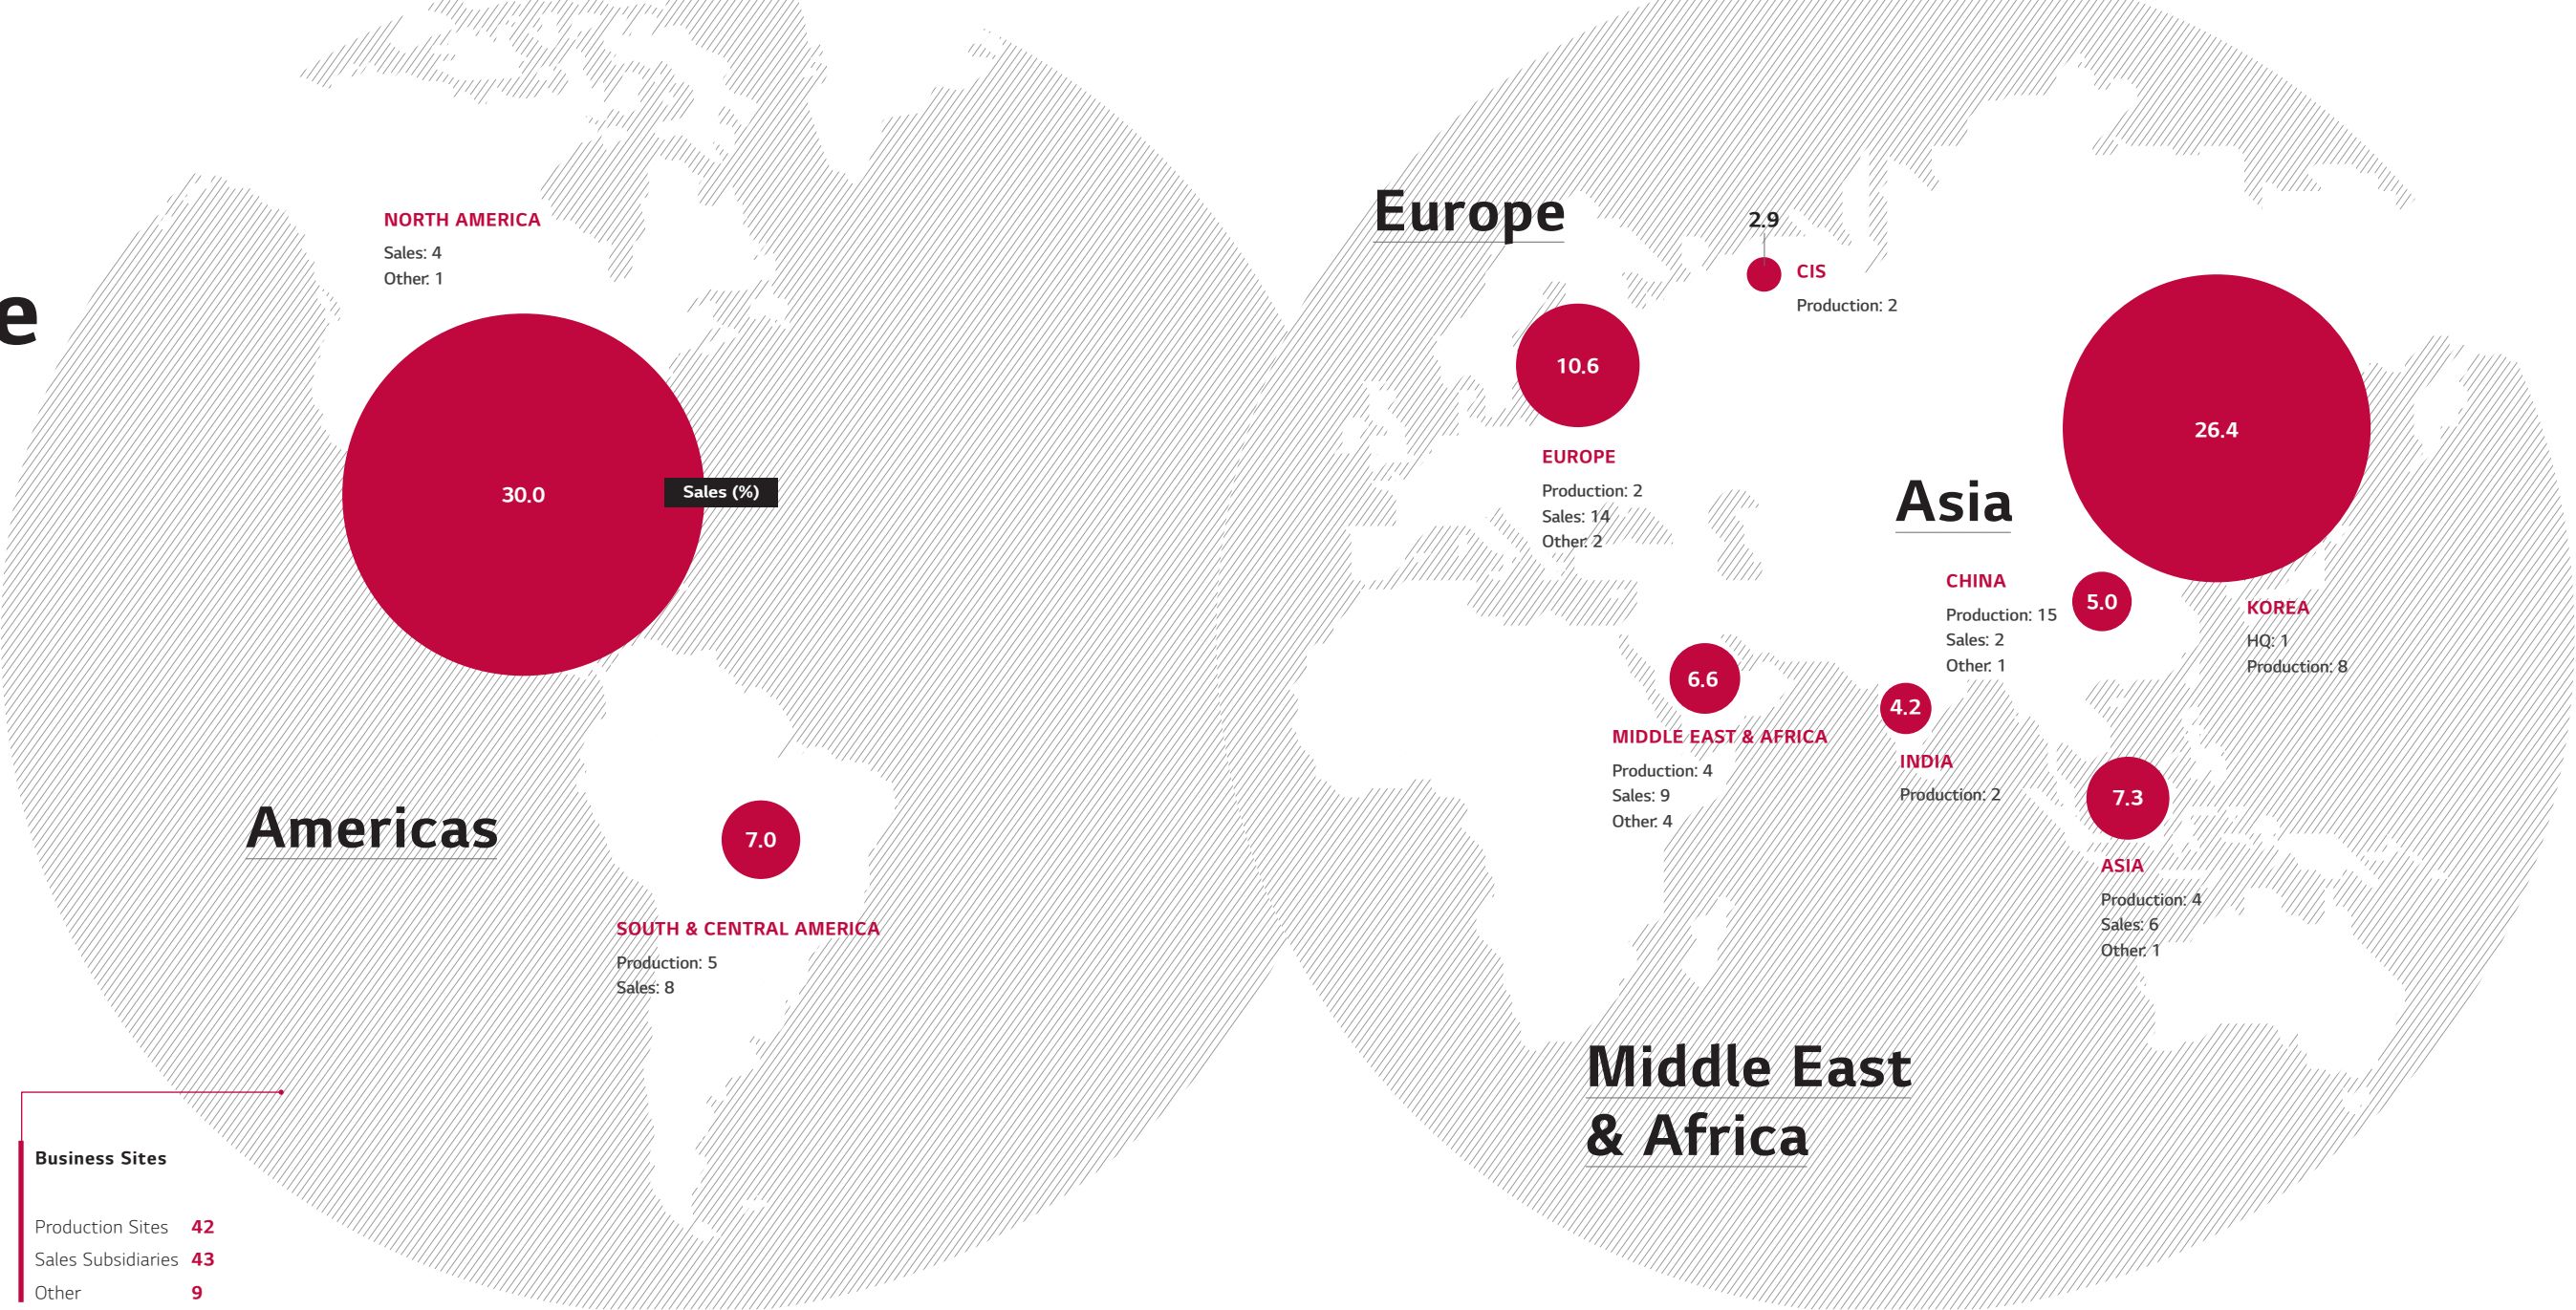 e
NORTH AMERICA
Sales: 4
Other: 1
30.0
Sales (%)
Americas
7.0
SOUTH & CENTRAL AMERICA
Production: 5
Sales: 8
Business Sites
Production Sites 42
Sales Subsidiaries 43
Other 9
Europe
2.9
CIS
Production: 2
10.6
EUROPE
Production: 2
Sales: 14
Other: 2
Asia
26.4
KOREA
HQ: 1
Production: 8
CHINA
Production: 15
Sales: 2
Other: 1
5.0
6.6
MIDDLE EAST & AFRICA
Production: 4
Sales: 9
Other: 4
4.2
INDIA
Production: 2
7.3
ASIA
Production: 4
Sales: 6
Other: 1
Middle East
& Africa